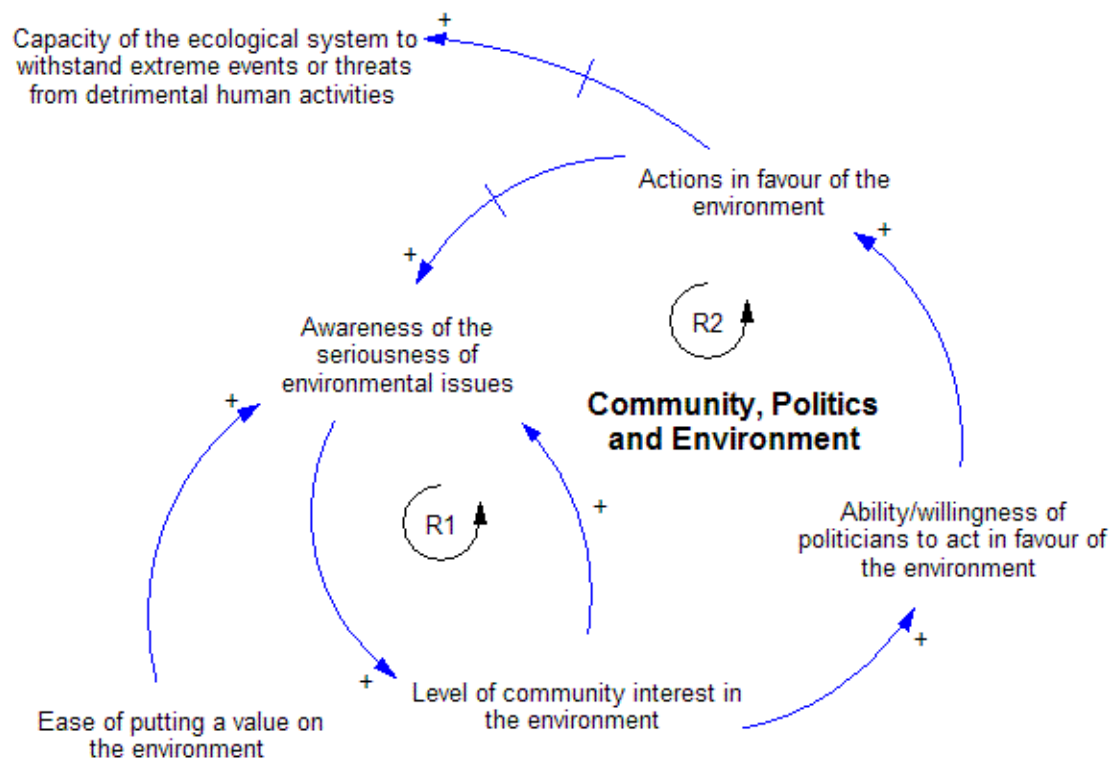 +
Capacity of the ecological system to
withstand extreme events or threats
from detrimental human activities
Actions in favour of the
environment
+
+
Awareness of the
seriousness of
environmental issues
R2
+
Community, Politics
and Environment
R1
+
Ability/willingness of
politicians to act in favour of
the environment
+
+
Level of community interest in
the environment
Ease of putting a value on
the environment